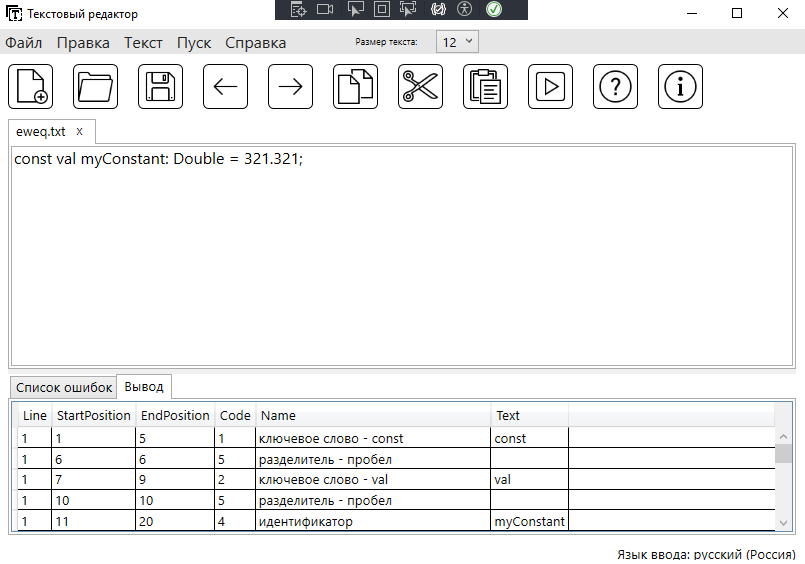 Текстовый редактор
Файл Правка Текст Пуск Справка Размер текста: 12
eweq.txt x
const val myConstant: Double = 321.321;
Список ошибок Вывод
Line StartPosition EndPosition Code Name Text
1 1 5 1 ключевое слово - const const
1 6 6 5 разделитель - пробел
1 7 9 2 ключевое слово - val val
1 10 10 5 разделитель - пробел
1 11 20 4 идентификатор myConstant
Язык ввода: русский (Россия)